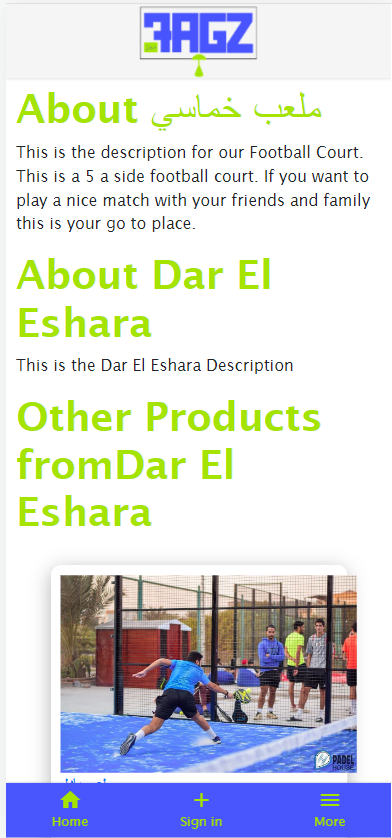 7AGZ
About ملعب خماسي
This is the description for our Football Court.
This is a 5 a side football court. If you want to
play a nice match with your friends and family
this is your go to place.
About Dar El
Eshara
This is the Dar El Eshara Description
Other Products
fromDar El
Eshara
PADEL
HOUSE
Home
Sign in
More